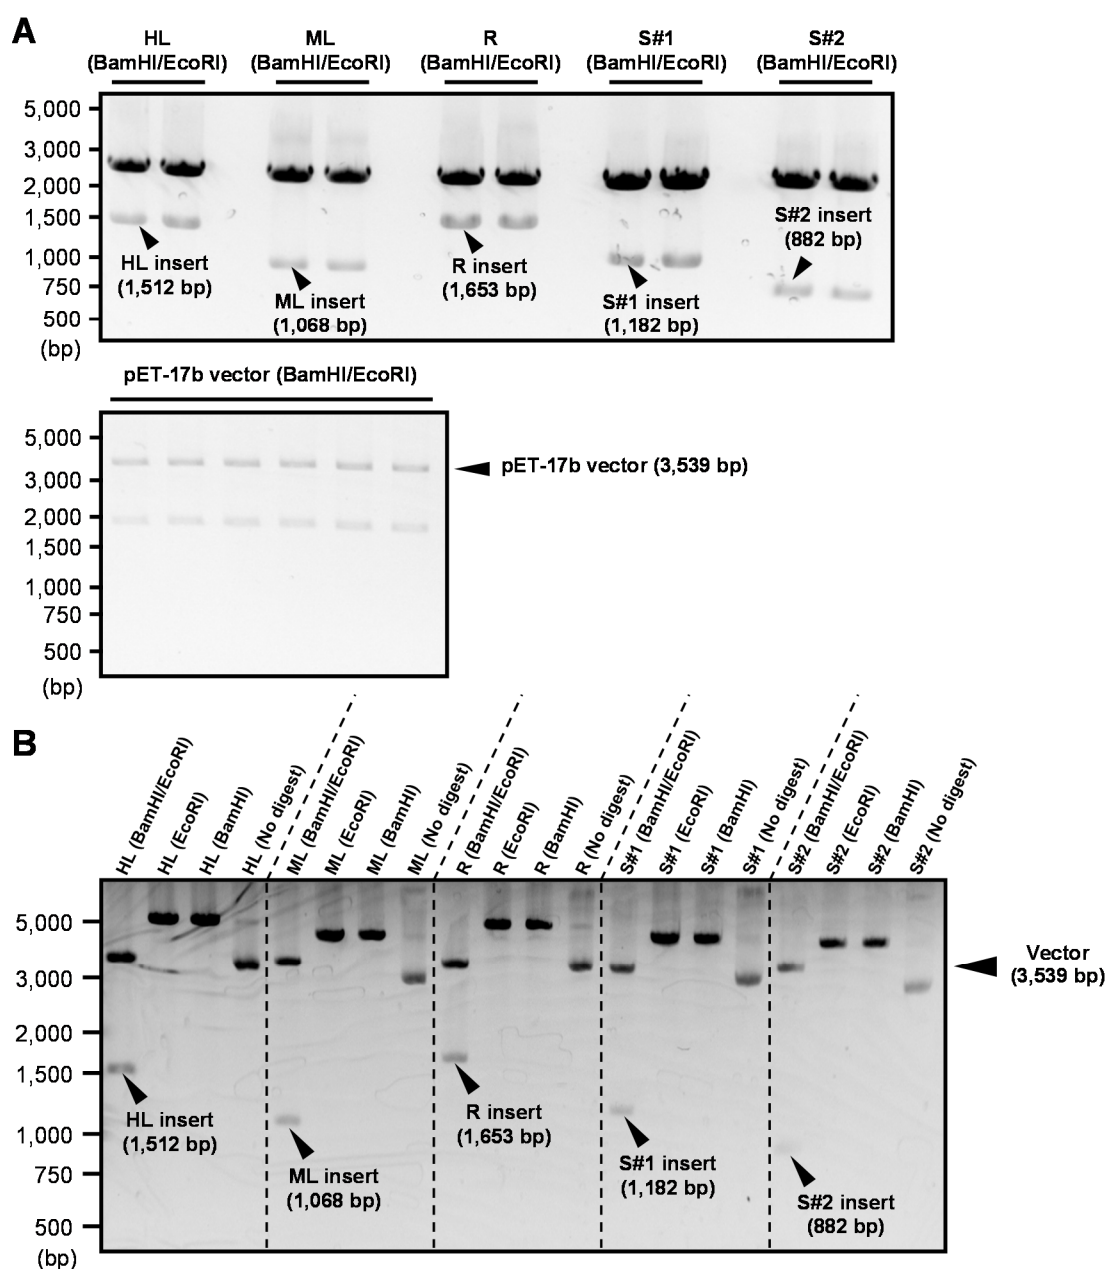 A
HL
(BamHI/EcoRI)
ML
(BamHI/EcoRI)
R
(BamHI/EcoRI)
S#1
(BamHI/EcoRI)
S#2
(BamHI/EcoRI)
5,000
3,000
2,000
1,500
1,000
750
500
(bp)
HL insert
(1,512 bp)
ML insert
(1,068 bp)
R insert
(1,653 bp)
S#1 insert
(1,182 bp)
S#2 insert
(882 bp)
pET-17b vector (BamHI/EcoRI)
5,000
3,000
2,000
1,500
1,000
750
500
(bp)
pET-17b vector (3,539 bp)
B
HL (BamHI/EcoRI)
HL (EcoRI)
HL (BamHI)
HL (No digest)
ML (BamHI/EcoRI)
ML (EcoRI)
ML (BamHI)
ML (No digest)
R (BamHI/EcoRI)
R (EcoRI)
R (BamHI)
R (No digest)
S#1 (BamHI/EcoRI)
S#1 (EcoRI)
S#1 (BamHI)
S#1 (No digest)
S#2 (BamHI/EcoRI)
S#2 (EcoRI)
S#2 (BamHI)
S#2 (No digest)
5,000
3,000
2,000
1,500
1,000
750
500
(bp)
Vector
(3,539 bp)
HL insert
(1,512 bp)
ML insert
(1,068 bp)
R insert
(1,653 bp)
S#1 insert
(1,182 bp)
S#2 insert
(882 bp)